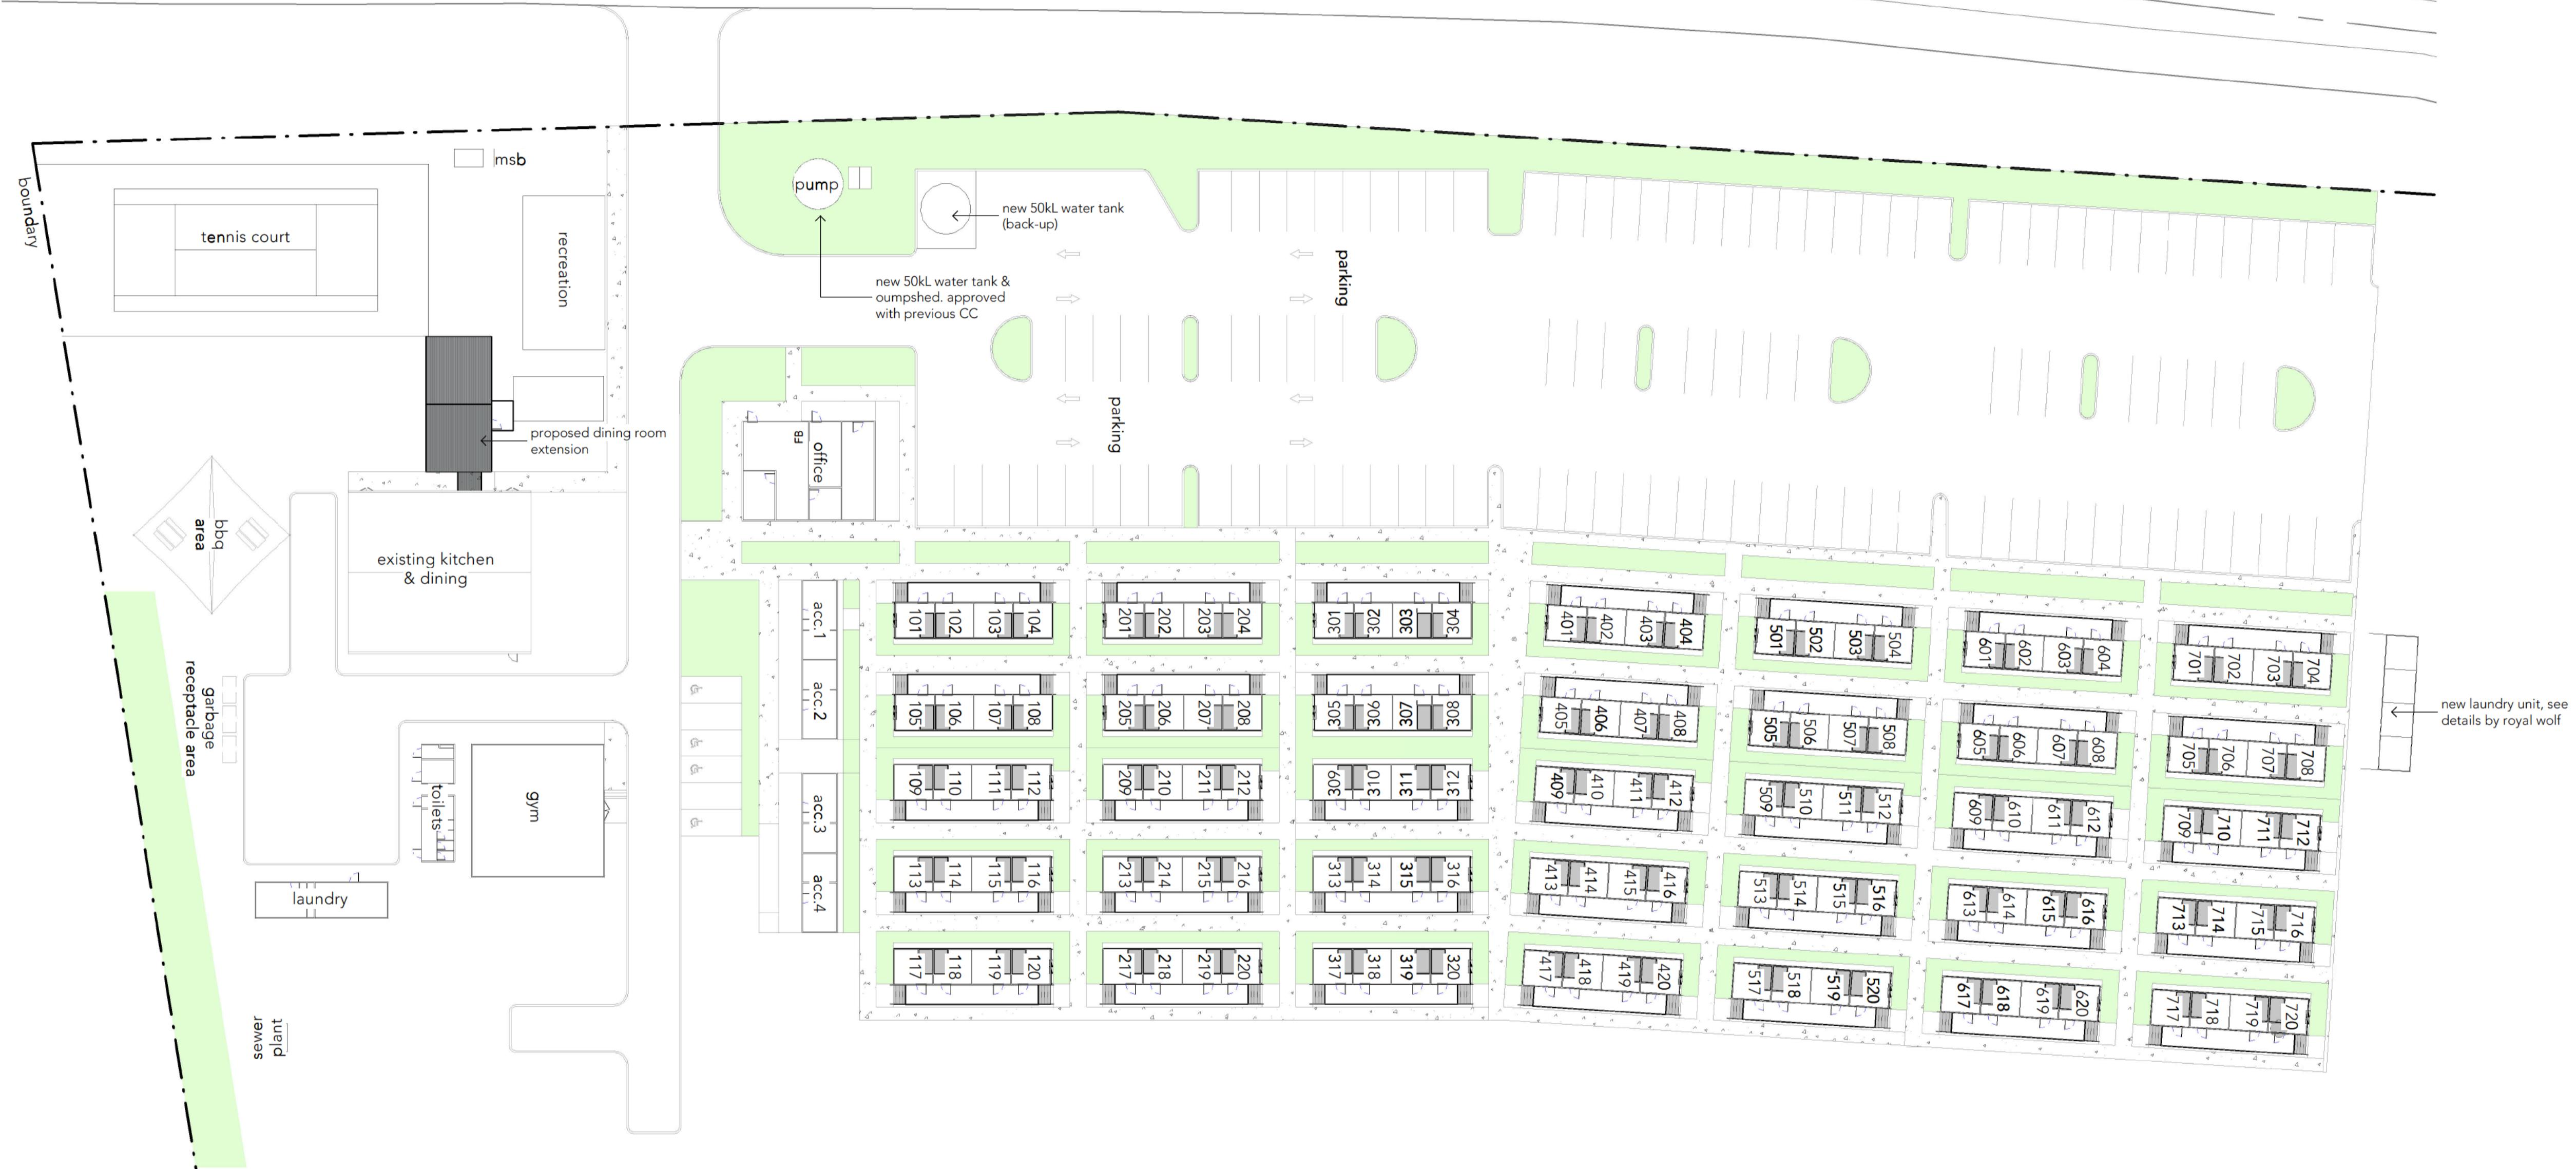 msb
boundary
tennis court
recreation
pump
new 50kL water tank
(back-up)
new 50kL water tank &
oumpshed. approved
with previous CC
parking
parking
proposed dining room
extension
FB
office
bbq
area
existing kitchen
& dining
garbage
receptacle area
toilets
gym
laundry
sewer
plant
acc.1
acc.2
acc.3
acc.4
101 102 103 104
201 202 203 204
301 302 303 304
401 402 403 404
501 502 503 504
601 602 603 604
701 702 703 704
105 106 107 108
205 206 207 208
305 306 307 308
405 406 407 408
505 506 507 508
605 606 607 608
705 706 707 708
new laundry unit, see
details by royal wolf
109 110 111 112
209 210 211 212
309 310 311 312
409 410 411 412
509 510 511 512
609 610 611 612
709 710 711 712
113 114 115 116
213 214 215 216
313 314 315 316
413 414 415 416
513 514 515 516
613 614 615 616
713 714 715 716
117 118 119 120
217 218 219 220
317 318 319 320
417 418 419 420
517 518 519 520
617 618 619 620
717 718 719 720